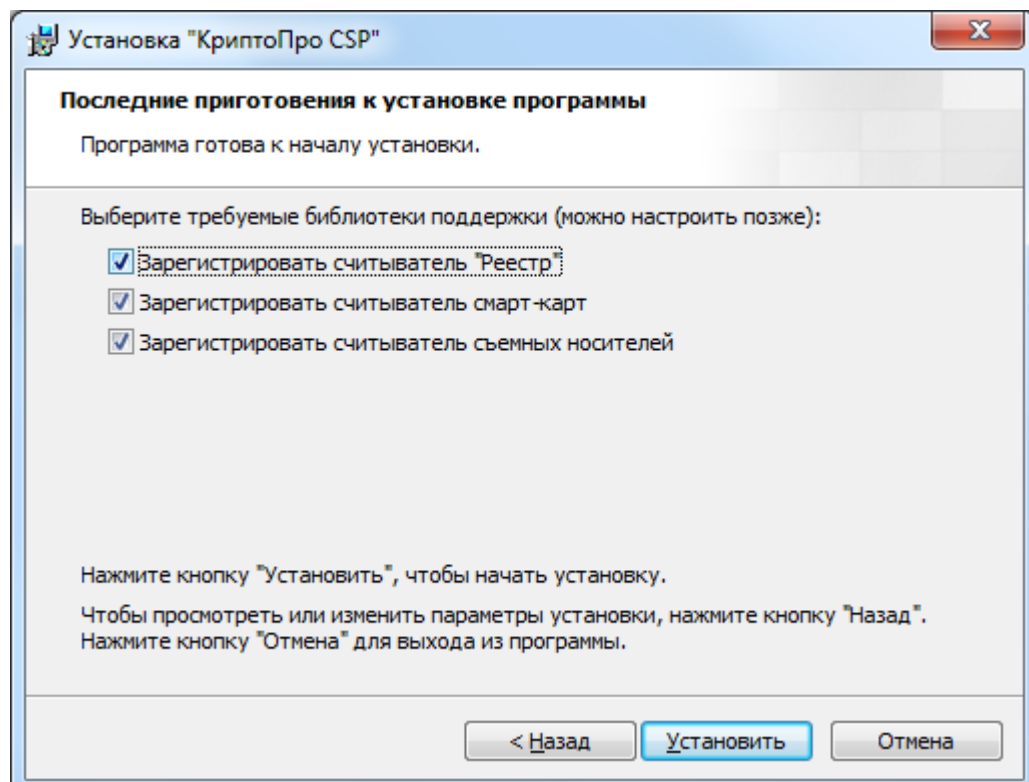 Установка "КриптоПро CSP"
Последние приготовения к установке программы
Программа готова к началу установки.
Выберите требуемые библиотеки поддержки (можно настроить позже):
Зарегистрировать считыватель "Реестр"
Зарегистрировать считыватель смарт-карт
Зарегистрировать считыватель съемных носителей
Нажмите кнопку "Установить", чтобы начать установку.
Чтобы просмотреть или изменить параметры установки, нажмите кнопку "Назад".
Нажмите кнопку "Отмена" для выхода из программы.
< Назад Установить Отмена